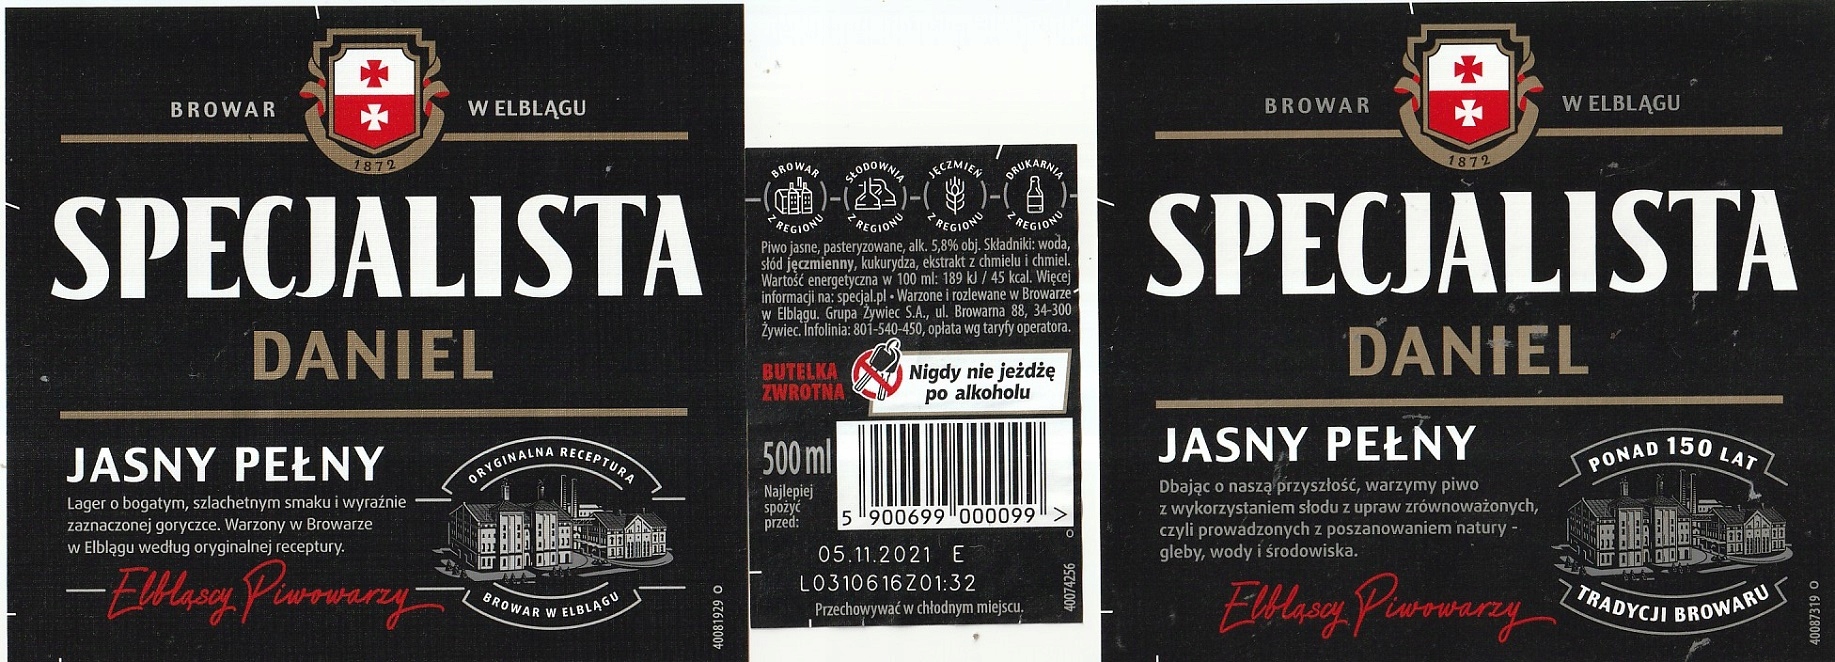 BROWAR W ELBLĄGU
1872
SPECJALISTA
DANIEL
JASNY PEŁNY
Lager o bogatym, szlachetnym smaku i wyraźnie
zaznaczonej goryczce. Warzony w Browarze
w Elblągu według oryginalnej receptury.
Elbląscy Piwowarzy
ORYGINALNA RECEPTURA
BROWAR W ELBLĄGU
40081929 O
BROWAR Z REGIONU
SŁODOWNIA Z REGIONU
JĘCZMIEŃ Z REGIONU
DRUKARNIA Z REGIONU
Piwo jasne, pasteryzowane, alk. 5,8% obj. Składniki: woda,
słód jęczmienny, kukurydza, ekstrakt z chmielu i chmiel.
Wartość energetyczna w 100 ml: 189 kJ / 45 kcal. Więcej
informacji na: specjal.pl • Warzone i rozlewane w Browarze
w Elblągu. Grupa Żywiec S.A., ul. Browarna 88, 34-300
Żywiec. Infolinia: 801-540-450, opłata wg taryfy operatora.
BUTELKA
ZWROTNA
Nigdy nie jeżdżę
po alkoholu
500 ml
Najlepiej
spożyć
przed:
5 900699 000099 >
05.11.2021 E
L0310616Z01:32
Przechowywać w chłodnym miejscu.
40074256 O
BROWAR W ELBLĄGU
1872
SPECJALISTA
DANIEL
JASNY PEŁNY
Dbając o naszą przyszłość, warzymy piwo
z wykorzystaniem słodu z upraw zrównoważonych,
czyli prowadzonych z poszanowaniem natury -
gleby, wody i środowiska.
Elbląscy Piwowarzy
PONAD 150 LAT
TRADYCJI BROWARU
40087319 O